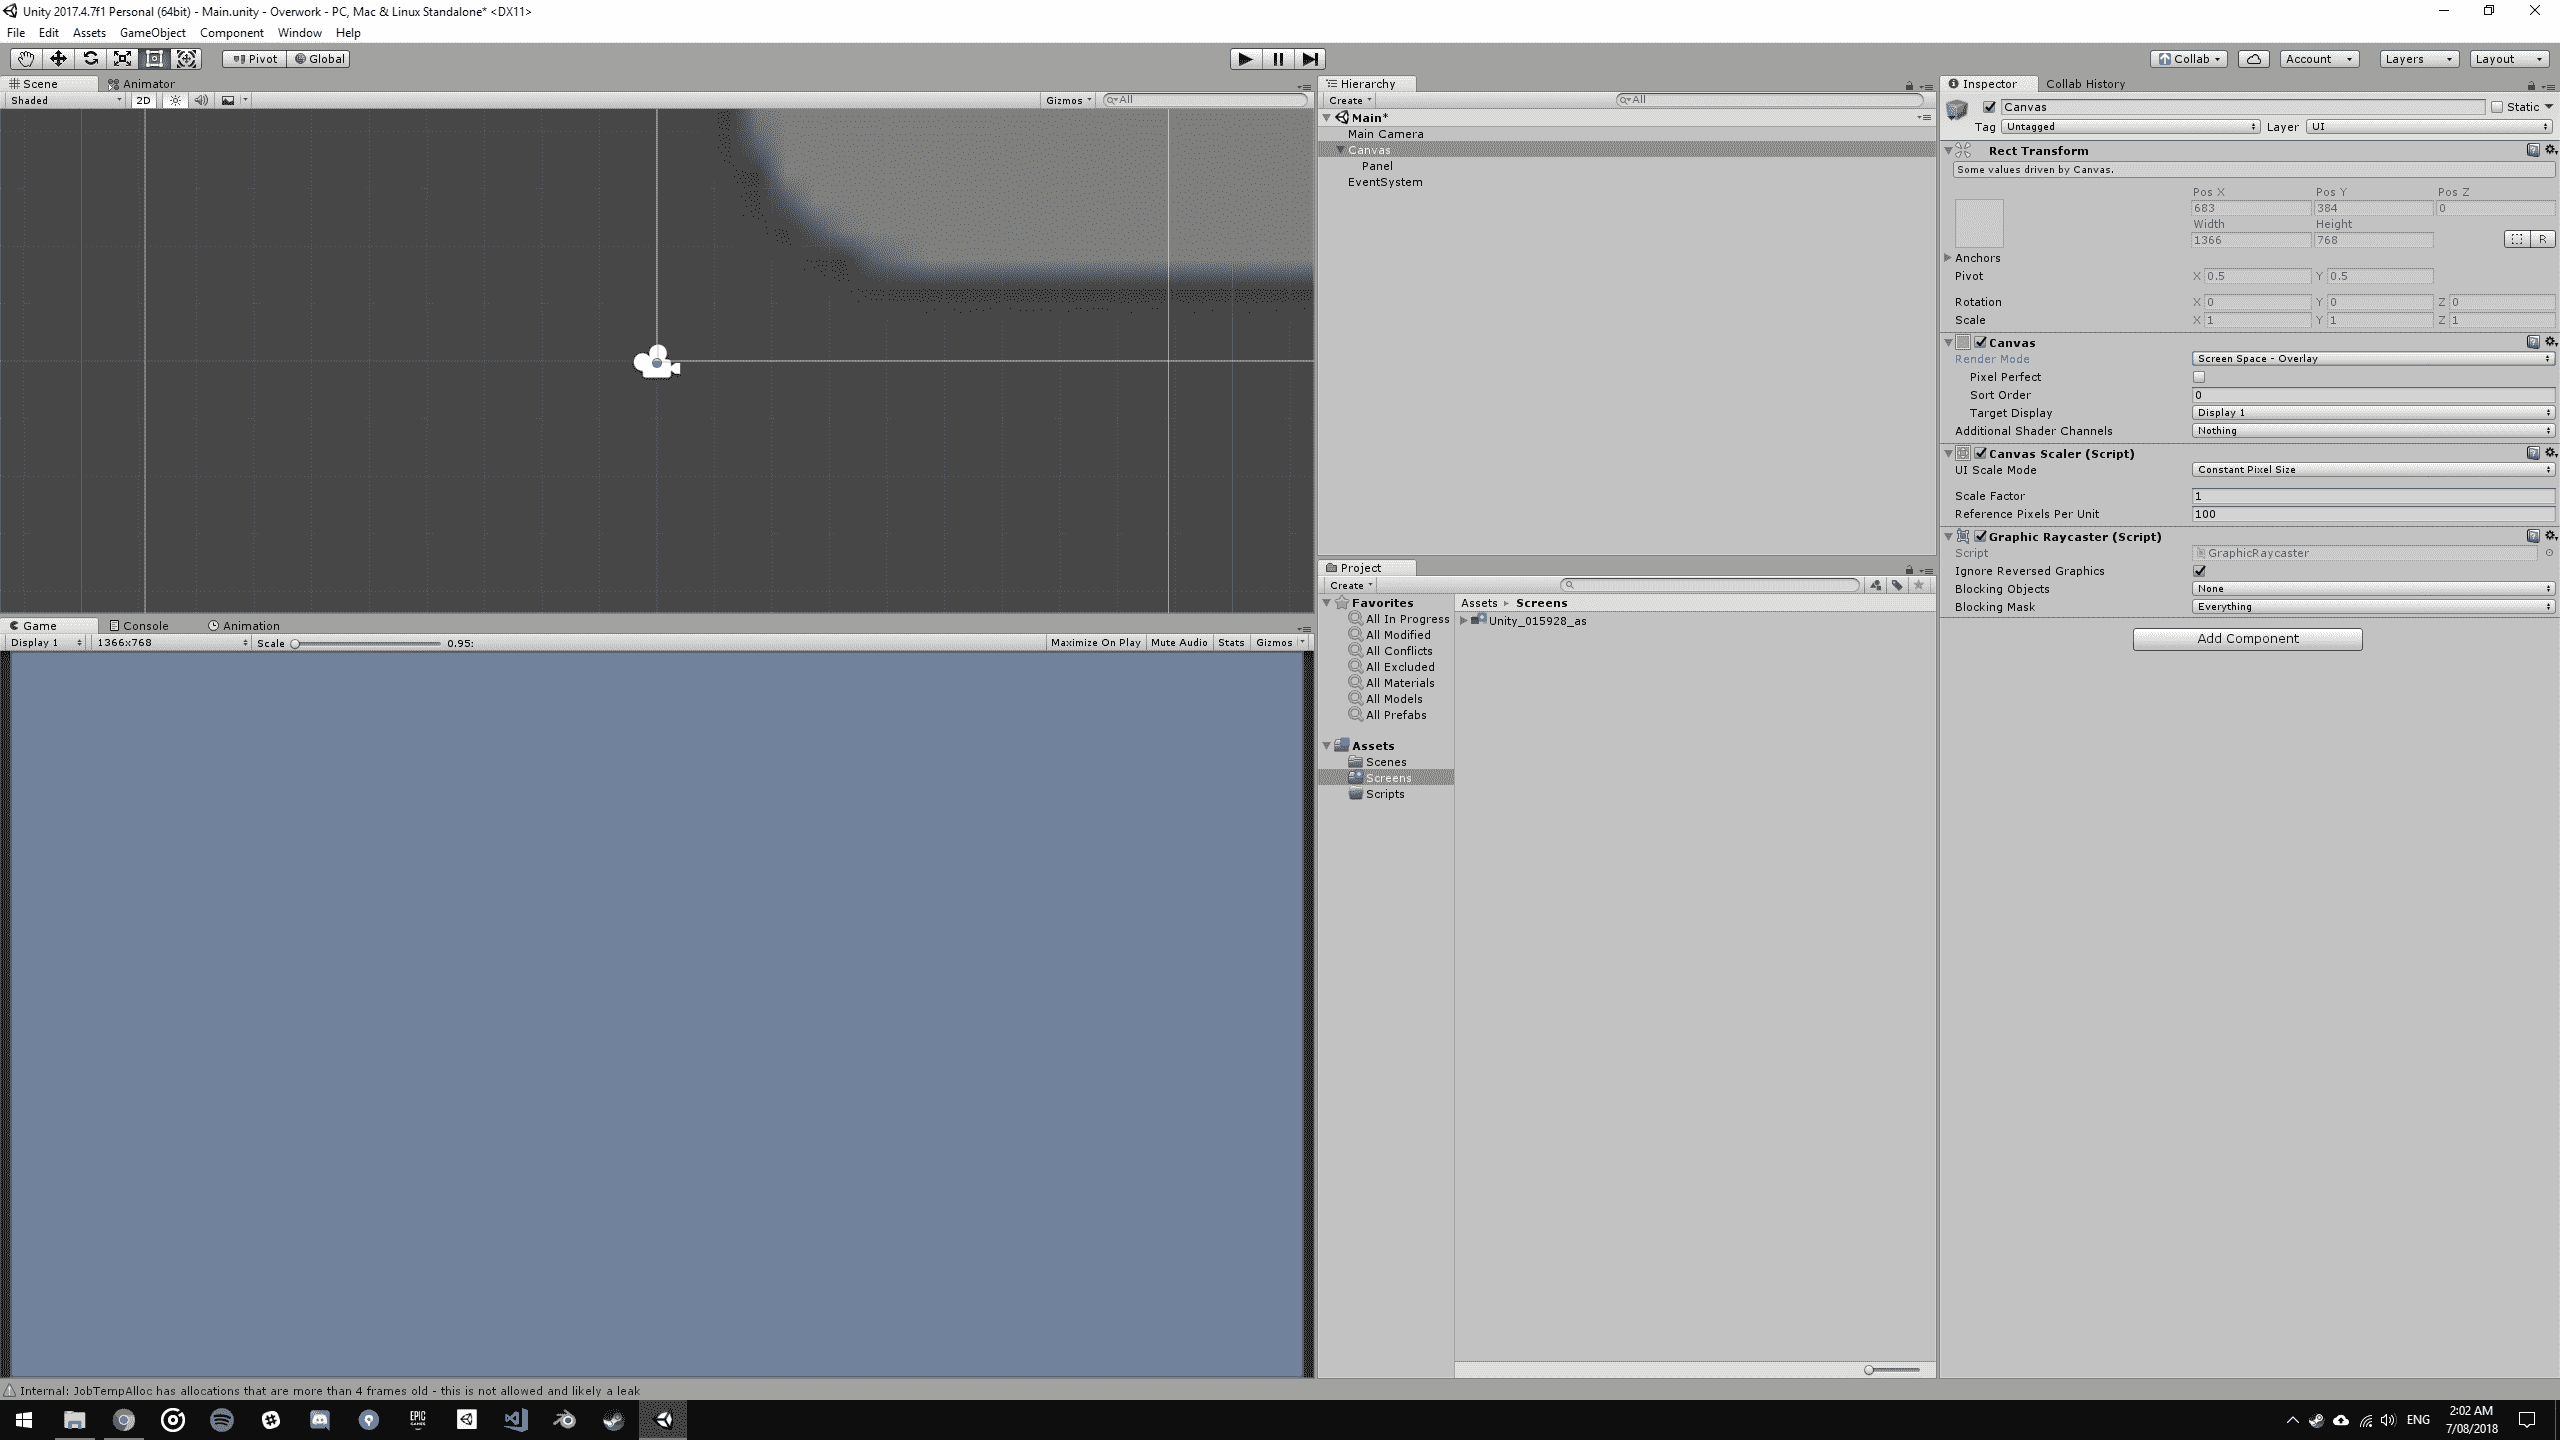 Unity 2017.4.7f1 Personal (64bit) - Main.unity - Overwork - PC, Mac & Linux Standalone* <DX11>
File Edit Assets GameObject Component Window Help
Pivot Global Collab Account Layers Layout
Scene Animator
Shaded 2D Gizmos All
Hierarchy
Create All
Main*
Main Camera
Canvas
Panel
EventSystem
Inspector Collab History
Canvas Static
Tag Untagged Layer UI
Rect Transform
Some values driven by Canvas.
Pos X Pos Y Pos Z
683 384 0
Width Height
1366 768 R
Anchors
Pivot X 0.5 Y 0.5
Rotation X 0 Y 0 Z 0
Scale X 1 Y 1 Z 1
Canvas
Render Mode Screen Space - Overlay
Pixel Perfect
Sort Order 0
Target Display Display 1
Additional Shader Channels Nothing
Canvas Scaler (Script)
UI Scale Mode Constant Pixel Size
Scale Factor 1
Reference Pixels Per Unit 100
Graphic Raycaster (Script)
Script GraphicRaycaster
Ignore Reversed Graphics
Blocking Objects None
Blocking Mask Everything
Add Component
Game Console Animation
Display 1 1366x768 Scale 0.95: Maximize On Play Mute Audio Stats Gizmos
Project
Create
Favorites
All In Progress
All Modified
All Conflicts
All Excluded
All Materials
All Models
All Prefabs
Assets
Scenes
Screens
Scripts
Assets Screens
Unity_015928_as
Internal: JobTempAlloc has allocations that are more than 4 frames old - this is not allowed and likely a leak
EPIC GAMES
ENG
2:02 AM
7/08/2018